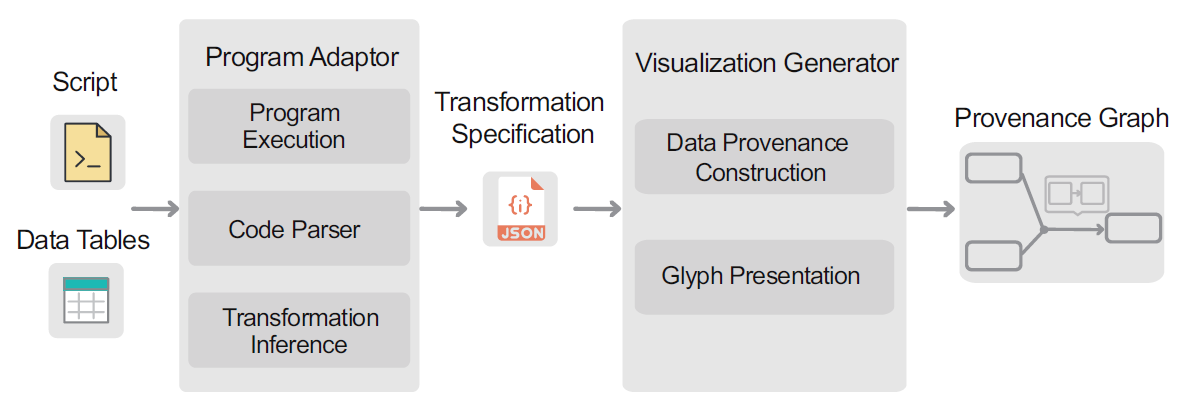 Script
>_
Data Tables
Program Adaptor
Program
Execution
Code Parser
Transformation
Inference
Transformation
Specification
{i}
JSON
Visualization Generator
Data Provenance
Construction
Glyph Presentation
Provenance Graph